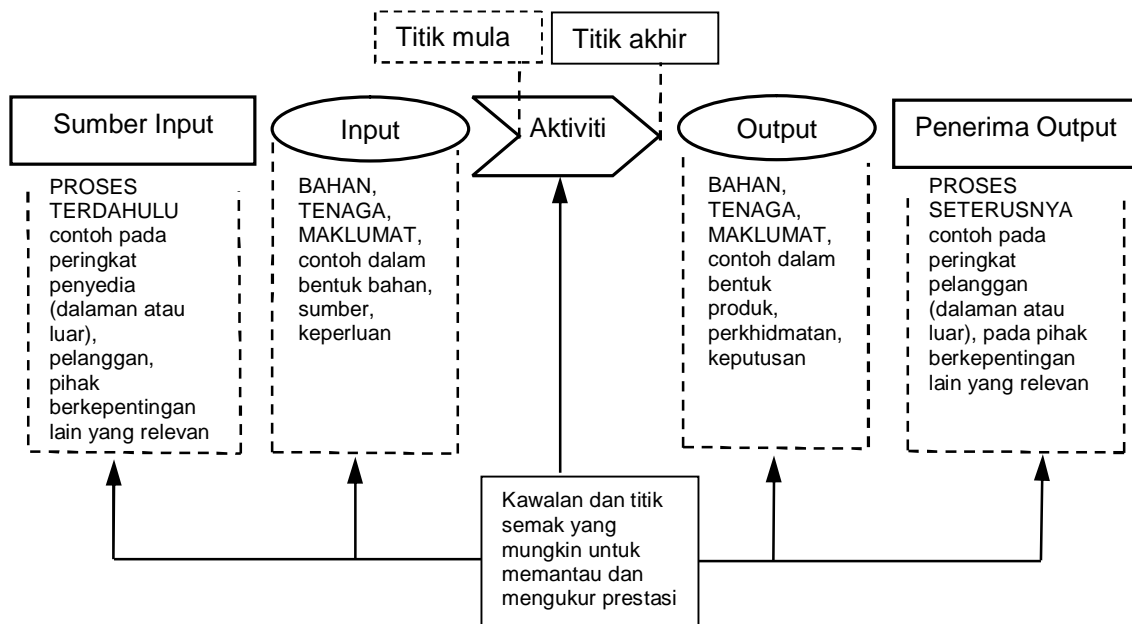 Titik mula
Titik akhir
Sumber Input
Input
Aktiviti
Output
Penerima Output
PROSES
TERDAHULU
contoh pada
peringkat
penyedia
(dalaman atau
luar),
pelanggan,
pihak
berkepentingan
lain yang relevan
BAHAN,
TENAGA,
MAKLUMAT,
contoh dalam
bentuk bahan,
sumber,
keperluan
BAHAN,
TENAGA,
MAKLUMAT,
contoh dalam
bentuk
produk,
perkhidmatan,
keputusan
PROSES
SETERUSNYA
contoh pada
peringkat
pelanggan
(dalaman atau
luar), pada pihak
berkepentingan
lain yang relevan
Kawalan dan titik
semak yang
mungkin untuk
memantau dan
mengukur prestasi